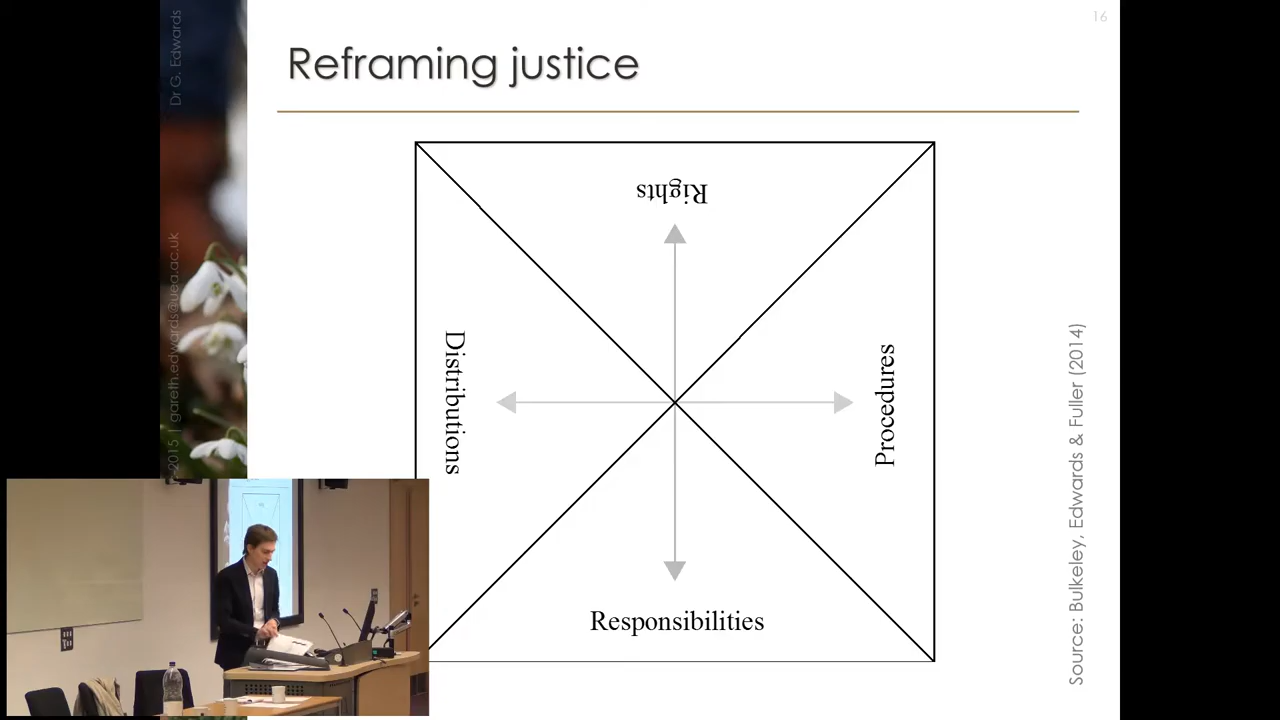 16
Reframing justice
Dr G. Edwards
-2015 | gareth.edwards@uea.ac.uk
Rights
Distributions
Procedures
Responsibilities
Source: Bulkeley, Edwards & Fuller (2014)